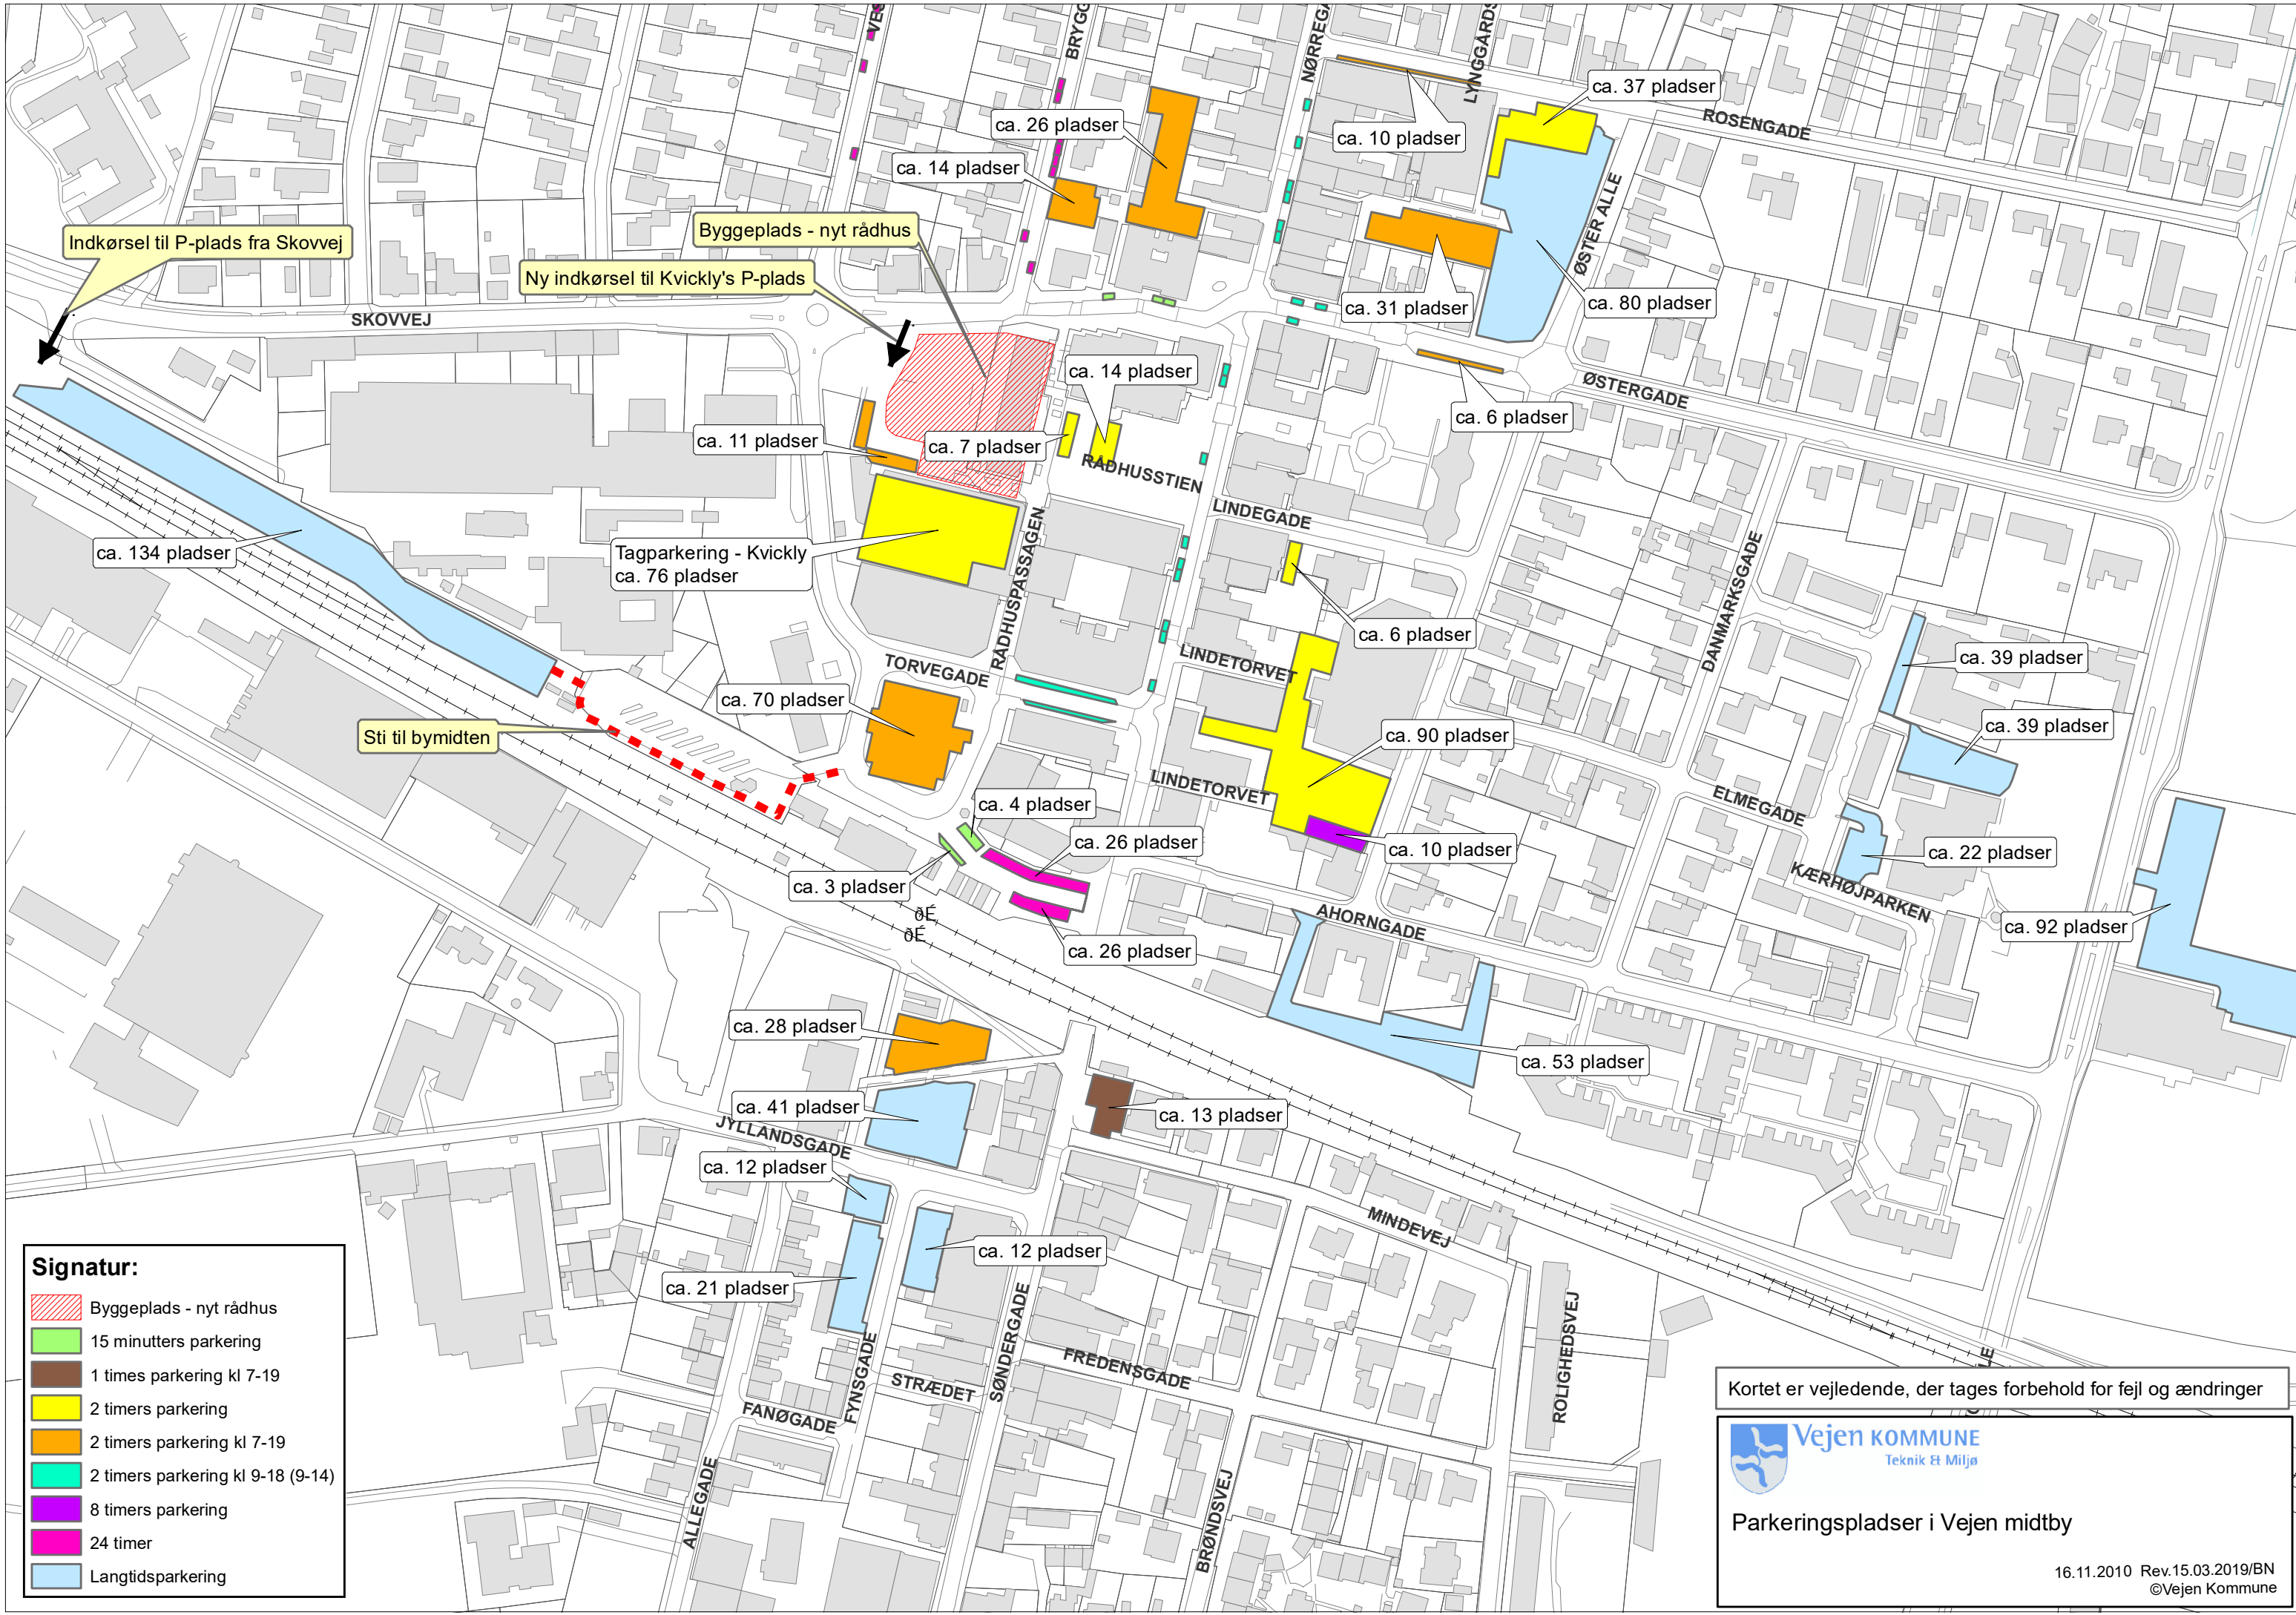 VES
BRYGG
NØRREGA
LYNGGÅRDS
ca. 37 pladser
ROSENGADE
ca. 26 pladser
ca. 10 pladser
ca. 14 pladser
ØSTER ALLE
Indkørsel til P-plads fra Skovvej
Byggeplads - nyt rådhus
Ny indkørsel til Kvickly's P-plads
ca. 31 pladser
ca. 80 pladser
SKOVVEJ
ca. 14 pladser
ØSTERGADE
ca. 6 pladser
ca. 11 pladser
ca. 7 pladser
RÅDHUSSTIEN
LINDEGADE
ca. 134 pladser
Tagparkering - Kvickly
ca. 76 pladser
RÅDHUSPASSAGEN
DANMARKSGADE
ca. 6 pladser
LINDETORVET
ca. 39 pladser
TORVEGADE
ca. 70 pladser
ca. 39 pladser
Sti til bymidten
ca. 90 pladser
LINDETORVET
ELMEGADE
ca. 4 pladser
ca. 26 pladser
ca. 10 pladser
ca. 22 pladser
ca. 3 pladser
KÆRHØJPARKEN
ðÉ
ðÉ
AHORNGADE
ca. 92 pladser
ca. 26 pladser
ca. 28 pladser
ca. 53 pladser
ca. 41 pladser
ca. 13 pladser
JYLLANDSGADE
ca. 12 pladser
MINDEVEJ
ca. 12 pladser
ca. 21 pladser
SØNDERGADE
ROLIGHEDSVEJ
FREDENSGADE
FYNSGADE
STRÆDET
FANØGADE
ALLEGADE
BRØNDSVEJ
LE
Signatur:
Byggeplads - nyt rådhus
15 minutters parkering
1 times parkering kl 7-19
2 timers parkering
2 timers parkering kl 7-19
2 timers parkering kl 9-18 (9-14)
8 timers parkering
24 timer
Langtidsparkering
Kortet er vejledende, der tages forbehold for fejl og ændringer
Vejen KOMMUNE
Teknik & Miljø
Parkeringspladser i Vejen midtby
16.11.2010 Rev.15.03.2019/BN
©Vejen Kommune